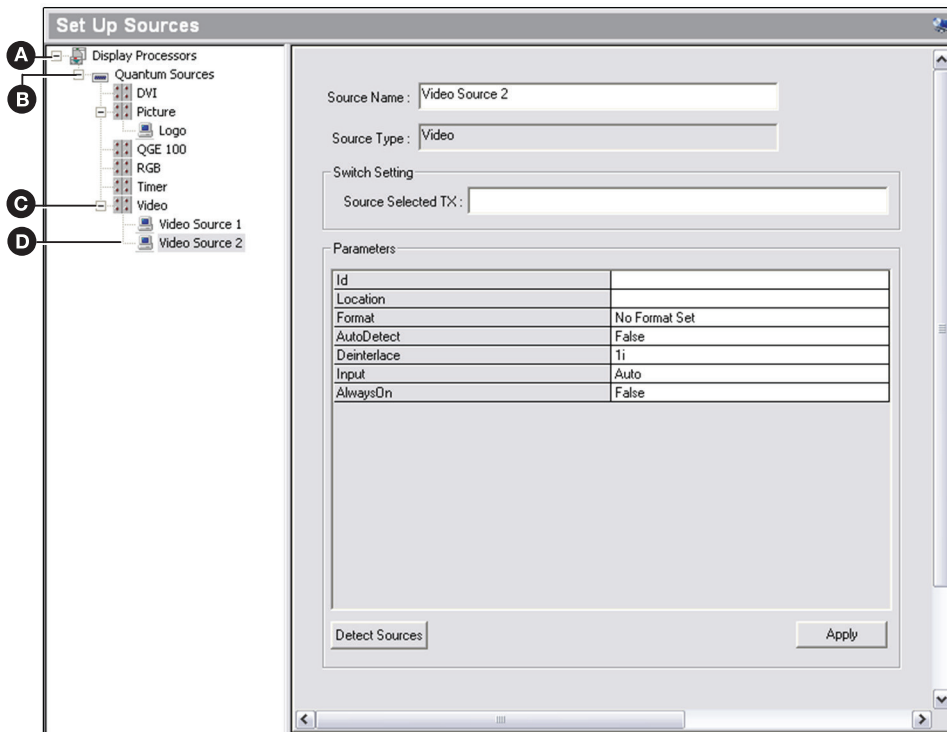 Set Up Sources
A
Display Processors
B
Quantum Sources
DVI
Picture
Logo
QGE 100
RGB
Timer
C
Video
Video Source 1
D
Video Source 2
Source Name : Video Source 2
Source Type : Video
Switch Setting
Source Selected TX :
Parameters
Id
Location
Format No Format Set
AutoDetect False
Deinterlace 1i
Input Auto
AlwaysOn False
Detect Sources Apply